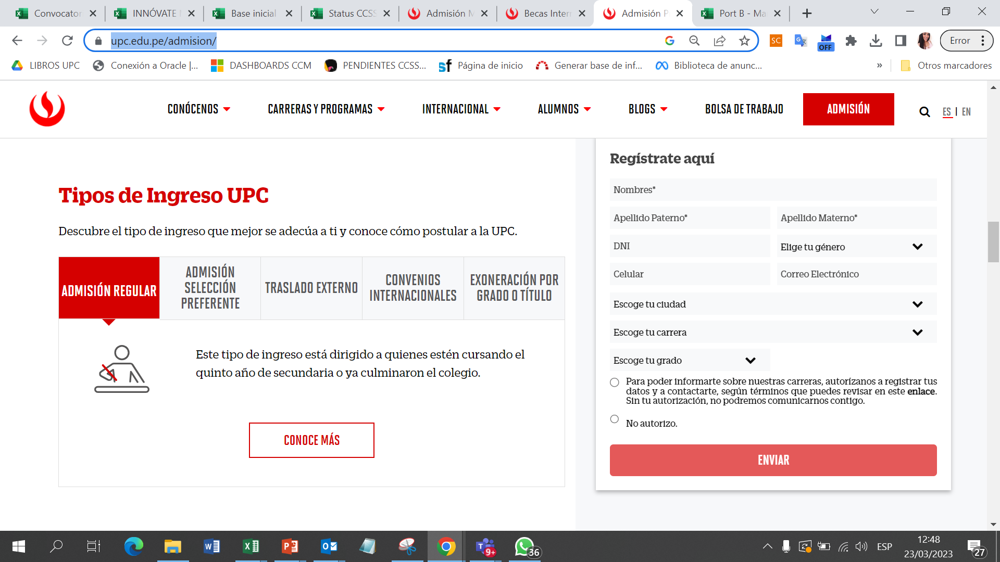 Convocator
INNÓVATE
Base inicial
Status CCSS
Admisión M
Becas Inter
Admisión P
Port B - Ma
upc.edu.pe/admision/
SC
OFF
Error
LIBROS UPC
Conexión a Oracle |...
DASHBOARDS CCM
PENDIENTES CCSS...
sf Página de inicio
Generar base de inf...
Biblioteca de anunc...
»
Otros marcadores
CONÓCENOS
CARRERAS Y PROGRAMAS
INTERNACIONAL
ALUMNOS
BLOGS
BOLSA DE TRABAJO
ADMISIÓN
ES | EN
Tipos de Ingreso UPC
Descubre el tipo de ingreso que mejor se adecúa a ti y conoce cómo postular a la UPC.
ADMISIÓN REGULAR
ADMISIÓN
SELECCIÓN
PREFERENTE
TRASLADO EXTERNO
CONVENIOS
INTERNACIONALES
EXONERACIÓN POR
GRADO O TÍTULO
Este tipo de ingreso está dirigido a quienes estén cursando el
quinto año de secundaria o ya culminaron el colegio.
CONOCE MÁS
Regístrate aquí
Nombres*
Apellido Paterno*
Apellido Materno*
DNI
Elige tu género
Celular
Correo Electrónico
Escoge tu ciudad
Escoge tu carrera
Escoge tu grado
Para poder informarte sobre nuestras carreras, autorízanos a registrar tus
datos y a contactarte, según términos que puedes revisar en este enlace.
Sin tu autorización, no podremos comunicarnos contigo.
No autorizo.
ENVIAR
9+
36
ESP
12:48
23/03/2023
27